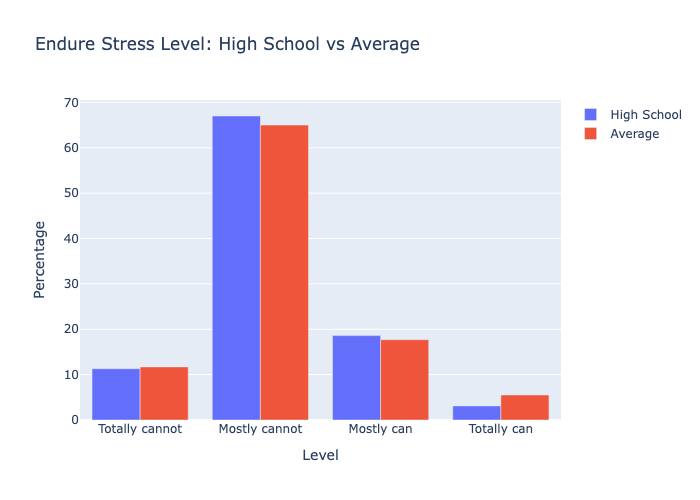 Endure Stress Level: High School vs Average
High School
Average
70
60
50
40
30
20
10
0
Percentage
Totally cannot
Mostly cannot
Mostly can
Totally can
Level